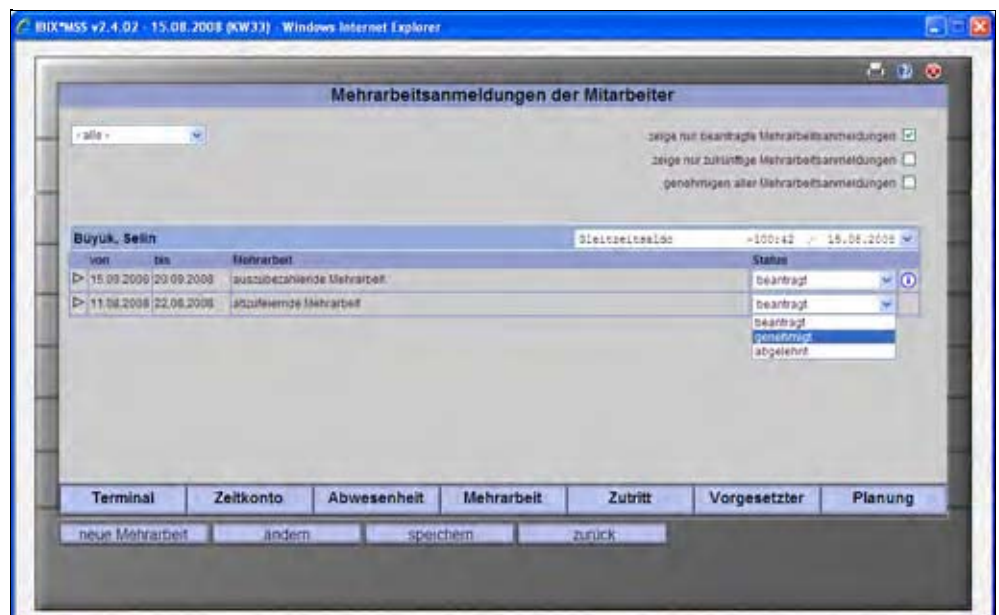 IBIX*MSS v2.4.02 - 15.08.2008 (KW33) - Windows Internet Explorer
Mehrarbeitsanmeldungen der Mitarbeiter
- alle -
zeige nur beantragte Mehrarbeitsanmeldungen
zeige nur zukünftige Mehrarbeitsanmeldungen
genehmigen aller Mehrarbeitsanmeldungen
Büyük, Selin Gleitzeitsaldo -100:42 15.08.2008
von bis Mehrarbeit Status
15.09.2008 20.09.2008 auszubezahlende Mehrarbeit beantragt
11.08.2008 22.08.2008 abzufeiernde Mehrarbeit beantragt
beantragt
genehmigt
abgelehnt
Terminal Zeitkonto Abwesenheit Mehrarbeit Zutritt Vorgesetzter Planung
neue Mehrarbeit ändern speichern zurück